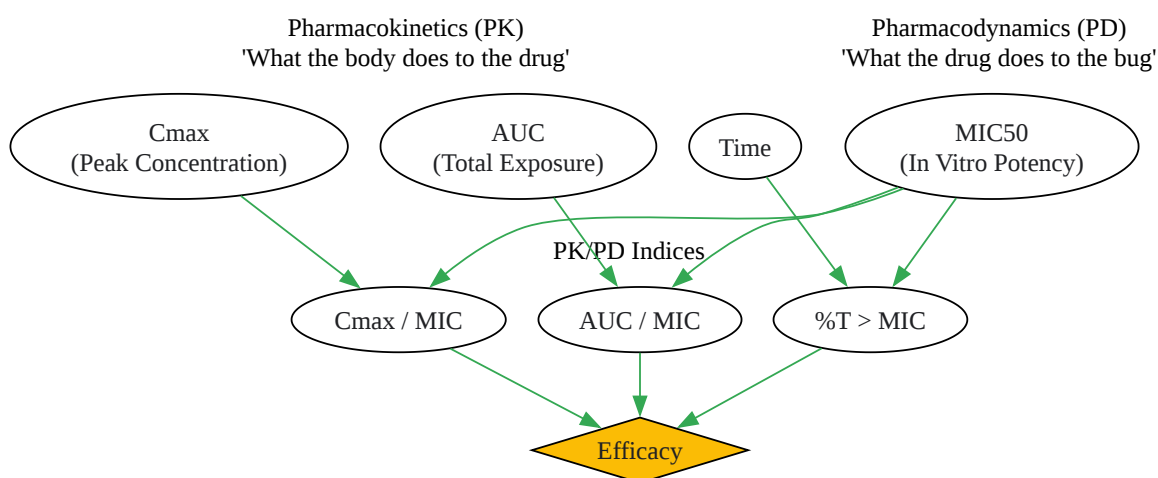 Pharmacokinetics (PK)
'What the body does to the drug'
Pharmacodynamics (PD)
'What the drug does to the bug'
Cmax
(Peak Concentration)
AUC
(Total Exposure)
Time
MIC50
(In Vitro Potency)
PK/PD Indices
Cmax / MIC
AUC / MIC
%T > MIC
Efficacy